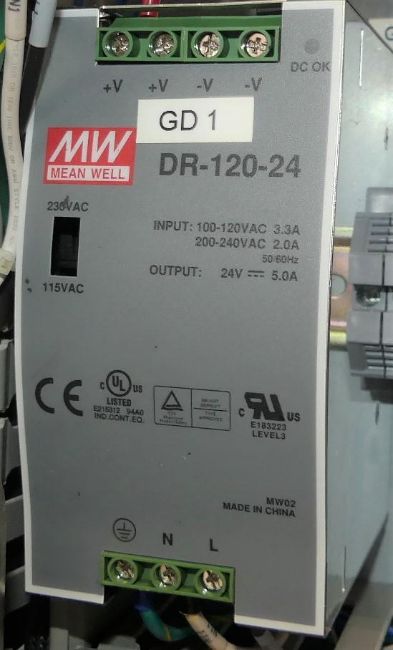 +V +V -V -V
DC OK
GD 1
MW
MEAN WELL
DR-120-24
230VAC
115VAC
INPUT: 100-120VAC 3.3A
200-240VAC 2.0A
50/60Hz
OUTPUT: 24V 5.0A
CE
C UL US
LISTED
E215312 94A0
IND.CONT.EQ.
C RU US
E183223
LEVEL3
MW02
MADE IN CHINA
N L